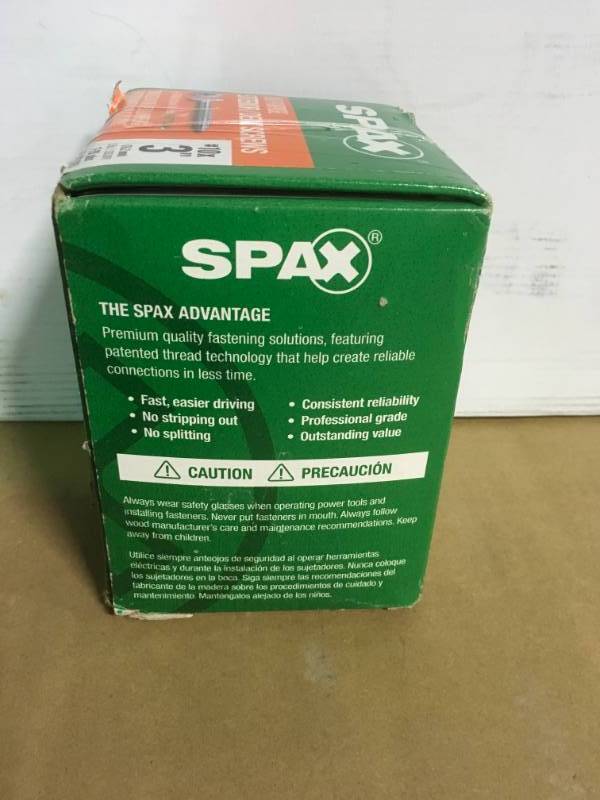 SPAX
#10X
3"
SPAX®
THE SPAX ADVANTAGE
Premium quality fastening solutions, featuring
patented thread technology that help create reliable
connections in less time.
• Fast, easier driving
• No stripping out
• No splitting
• Consistent reliability
• Professional grade
• Outstanding value
CAUTION PRECAUCIÓN
Always wear safety glasses when operating power tools and
installing fasteners. Never put fasteners in mouth. Always follow
wood manufacturer's care and maintenance recommendations. Keep
away from children.
Utilice siempre anteojos de seguridad al operar herramientas
eléctricas y durante la instalación de los sujetadores. Nunca coloque
los sujetadores en la boca. Siga siempre las recomendaciones del
fabricante de la madera sobre los procedimientos de cuidado y
mantenimiento. Manténgalos alejado de los niños.